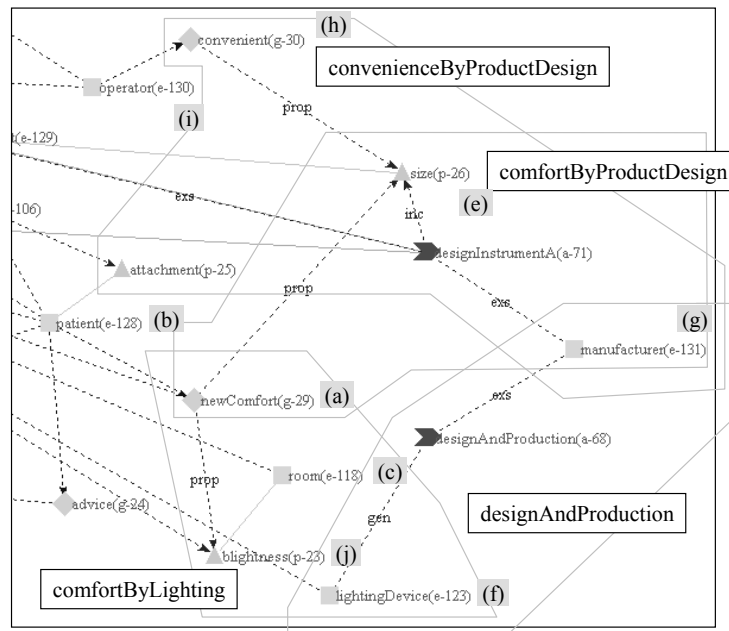 (h)
convenient(g-30)
convenienceByProductDesign
operator(e-130)
prop
(i)
t(e-129)
size(p-26)
comfortByProductDesign
exs
(e)
-106)
inc
designInstrumentA(a-71)
attachment(p-25)
prop
exs
patient(e-128)
(b)
(g)
manufacturer(e-131)
newComfort(g-29)
(a)
exs
designAndProduction(a-68)
room(e-118)
(c)
prop
advice(g-24)
gen
designAndProduction
blightness(p-23)
(j)
comfortByLighting
lightingDevice(e-123)
(f)